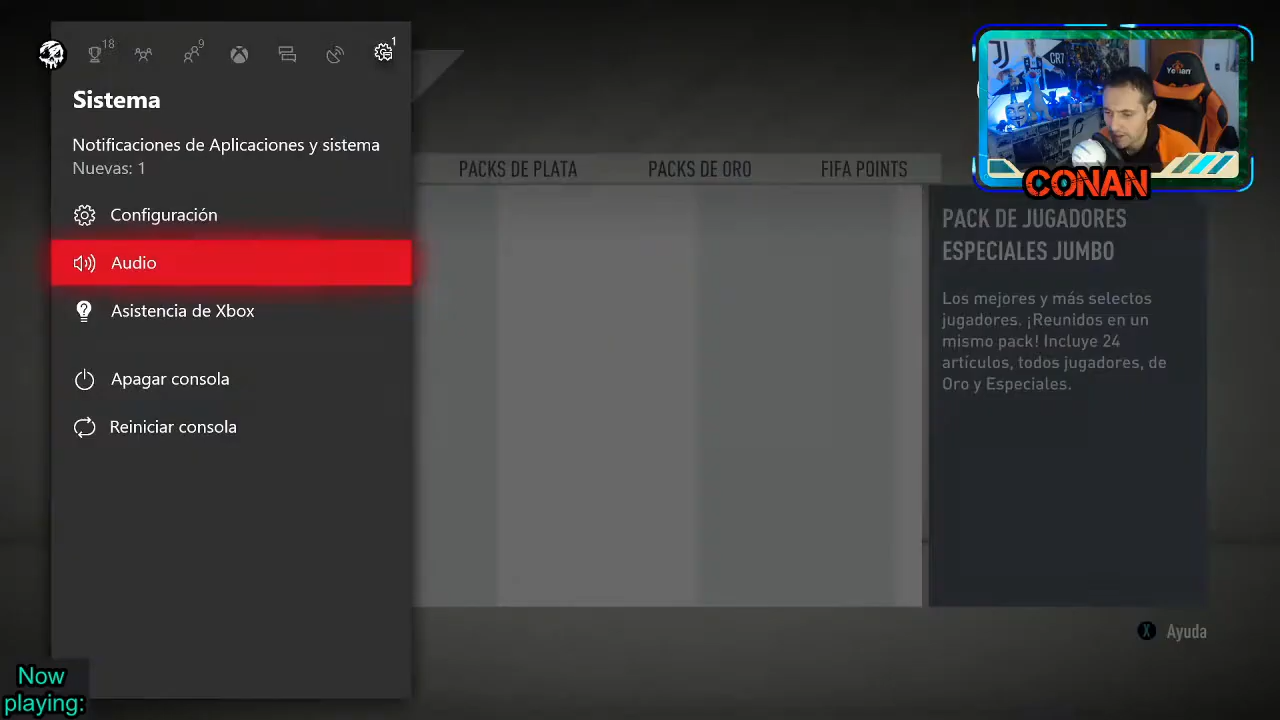 18
9
1
Sistema
Notificaciones de Aplicaciones y sistema
Nuevas: 1
Configuración
Audio
Asistencia de Xbox
Apagar consola
Reiniciar consola
PACKS DE PLATA
PACKS DE ORO
FIFA POINTS
CR7
CONAN
PACK DE JUGADORES
ESPECIALES JUMBO
Los mejores y más selectos
jugadores. ¡Reunidos en un
mismo pack! Incluye 24
artículos, todos jugadores, de
Oro y Especiales.
X Ayuda
Now
playing: